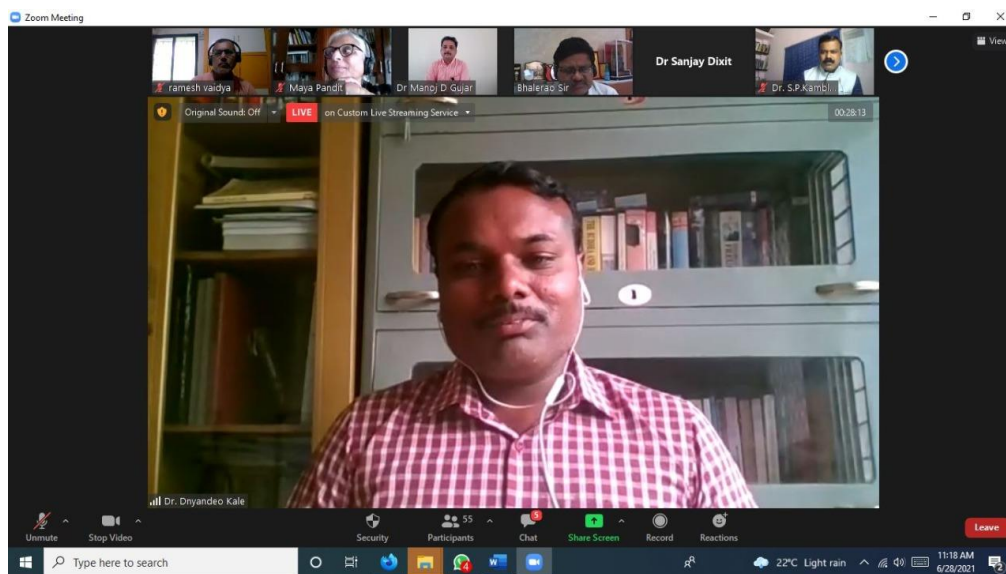 Zoom Meeting
View
ramesh vaidya
Maya Pandit
Dr Manoj D Gujar
Bhalerao Sir
Dr Sanjay Dixit
Dr. S.P.Kambl...
Original Sound: Off
LIVE on Custom Live Streaming Service
00:28:13
1
Dr. Dnyandeo Kale
Unmute
Stop Video
Security
Participants 55
Chat 5
Share Screen
Record
Reactions
Leave
Type here to search
4
W
22°C Light rain
11:18 AM
6/28/2021
2